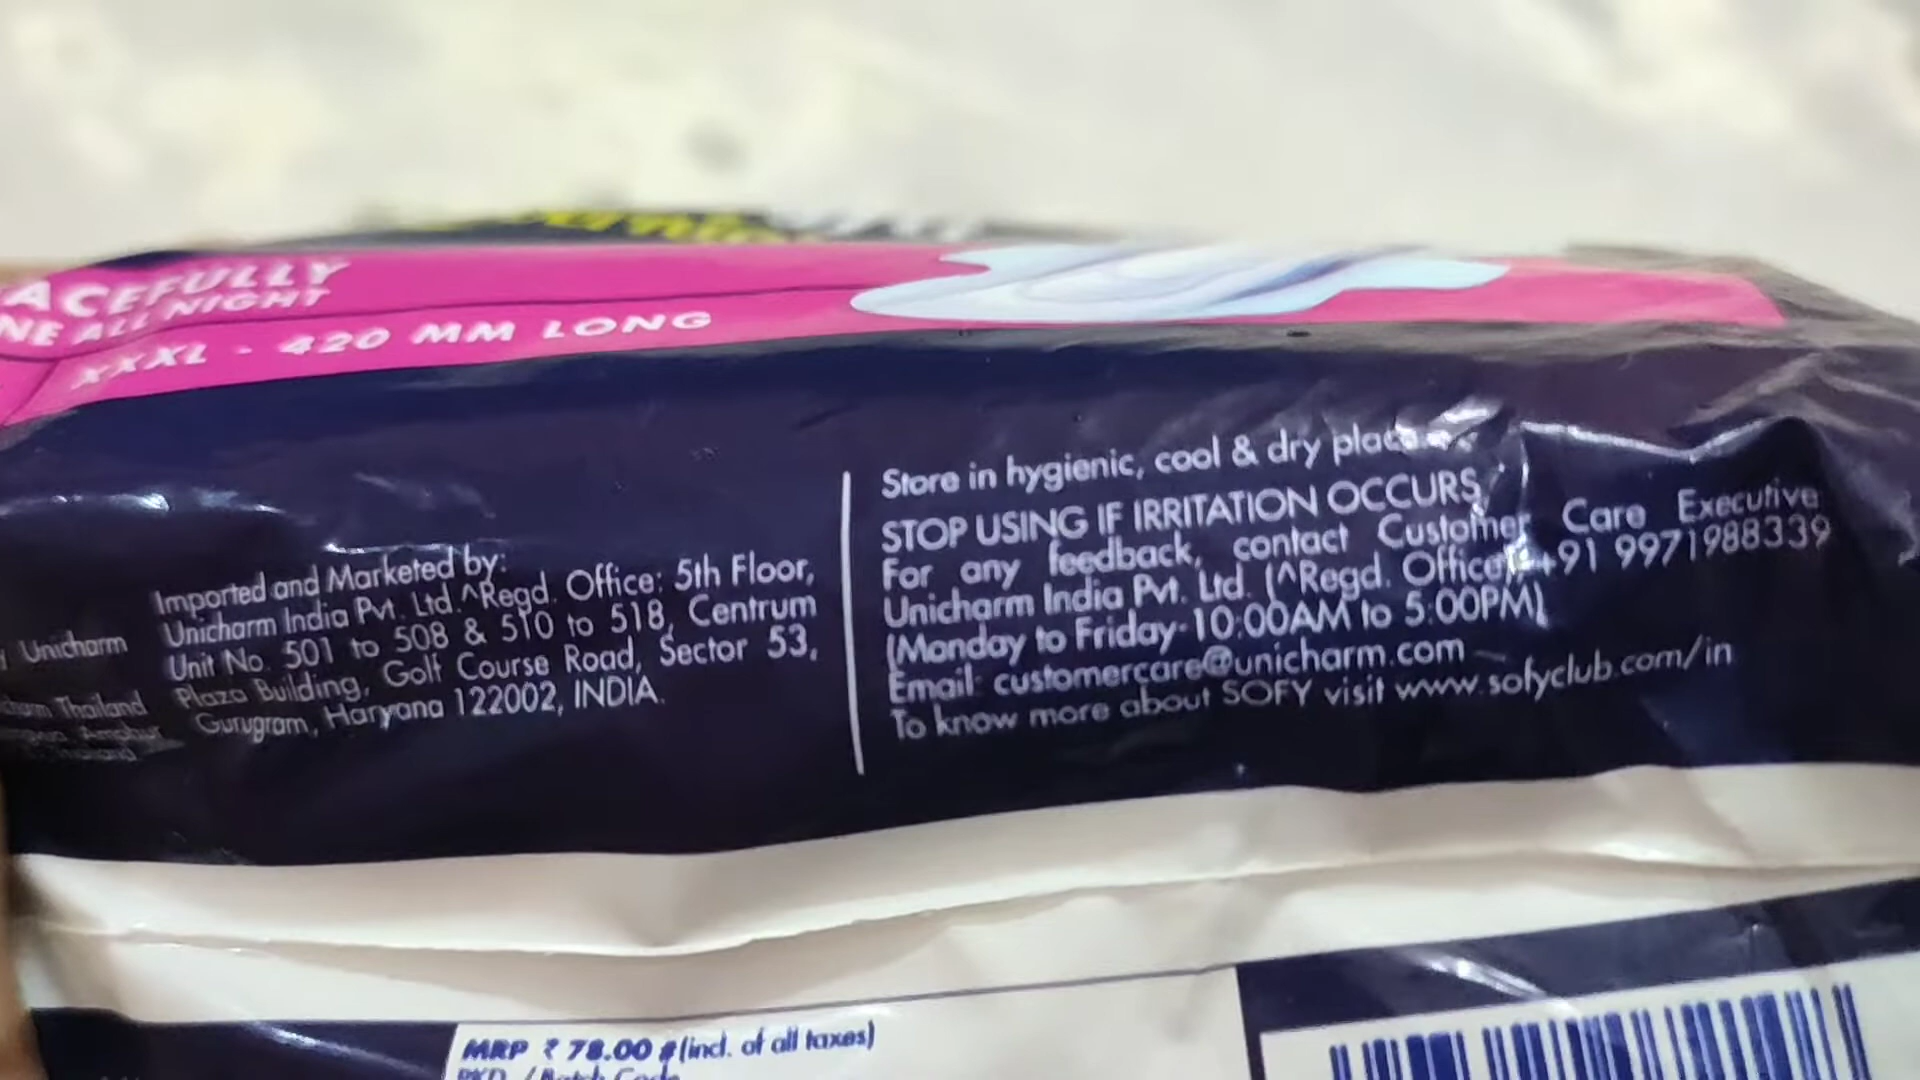 ACEFULLY
NE ALL NIGHT
XXXL - 420 MM LONG
Unicharm
Thailand
Imported and Marketed by:
Unicharm India Pvt. Ltd.^Regd. Office: 5th Floor,
Unit No. 501 to 508 & 510 to 518, Centrum
Plaza Building, Golf Course Road, Sector 53,
Gurugram, Haryana 122002, INDIA.
Store in hygienic, cool & dry place
STOP USING IF IRRITATION OCCURS
For any feedback, contact Customer Care Executive
Unicharm India Pvt. Ltd. (^Regd. Office) +91 9971988339
(Monday to Friday-10:00AM to 5:00PM)
Email: customercare@unicharm.com
To know more about SOFY visit www.sofyclub.com/in
MRP ₹ 78.00 #(incl. of all taxes)
PKD. / Batch Code